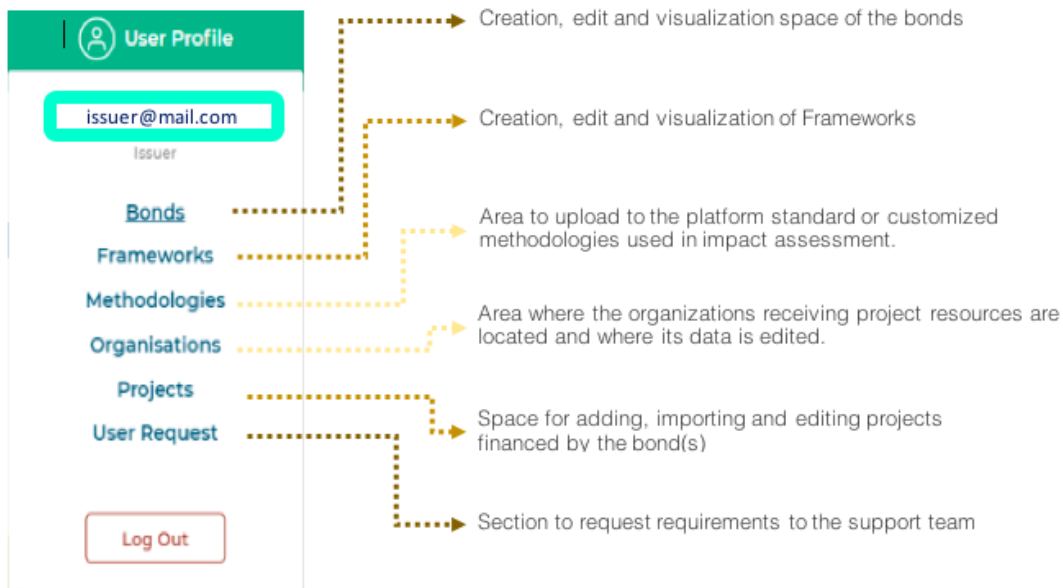 User Profile
issuer@mail.com
Issuer
Bonds
Frameworks
Methodologies
Organisations
Projects
User Request
Log Out
Creation, edit and visualization space of the bonds
Creation, edit and visualization of Frameworks
Area to upload to the platform standard or customized
methodologies used in impact assessment.
Area where the organizations receiving project resources are
located and where its data is edited.
Space for adding, importing and editing projects
financed by the bond(s)
Section to request requirements to the support team